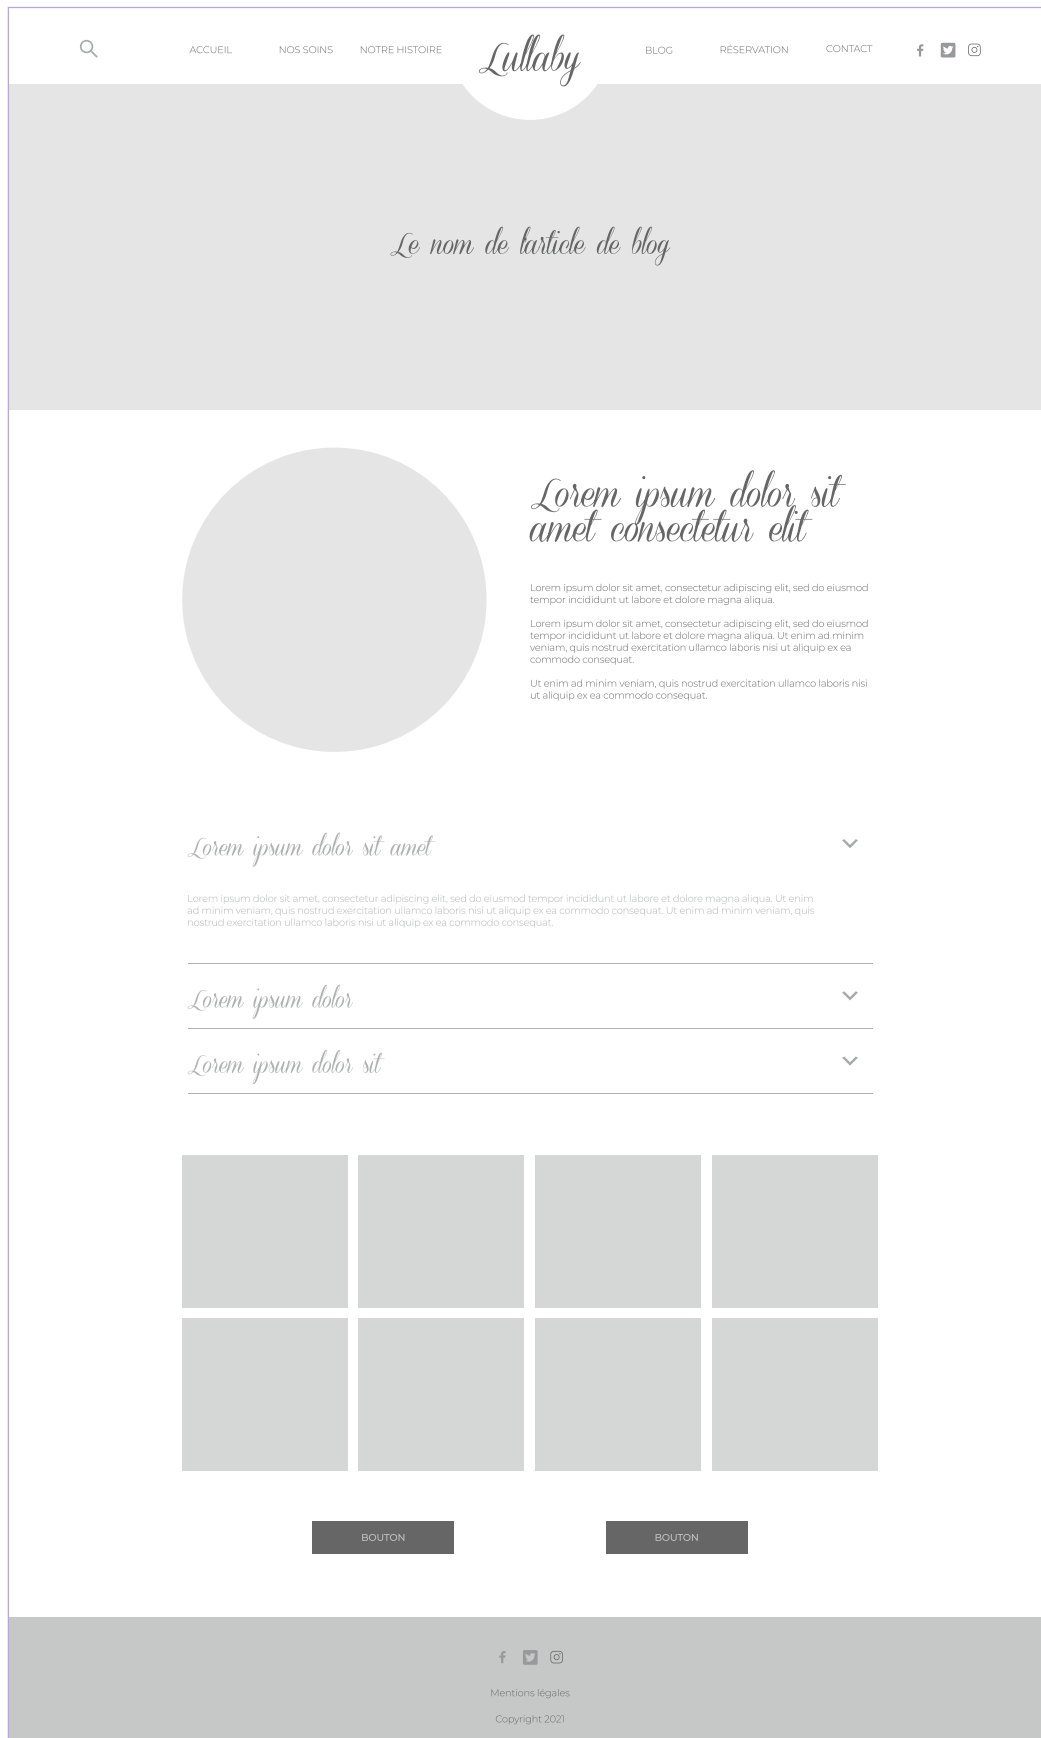 ACCUEIL
NOS SOINS
NOTRE HISTOIRE
Lullaby
BLOG
RÉSERVATION
CONTACT
Le nom de l'article de blog
Lorem ipsum dolor sit
amet consectetur elit
Lorem ipsum dolor sit amet, consectetur adipiscing elit, sed do eiusmod
tempor incididunt ut labore et dolore magna aliqua.
Lorem ipsum dolor sit amet, consectetur adipiscing elit, sed do eiusmod
tempor incididunt ut labore et dolore magna aliqua. Ut enim ad minim
veniam, quis nostrud exercitation ullamco laboris nisi ut aliquip ex ea
commodo consequat.
Ut enim ad minim veniam, quis nostrud exercitation ullamco laboris nisi
ut aliquip ex ea commodo consequat.
Lorem ipsum dolor sit amet
Lorem ipsum dolor sit amet, consectetur adipiscing elit, sed do eiusmod tempor incididunt ut labore et dolore magna aliqua. Ut enim
ad minim veniam, quis nostrud exercitation ullamco laboris nisi ut aliquip ex ea commodo consequat. Ut enim ad minim veniam, quis
nostrud exercitation ullamco laboris nisi ut aliquip ex ea commodo consequat.
Lorem ipsum dolor
Lorem ipsum dolor sit
BOUTON
BOUTON
Mentions légales
Copyright 2021